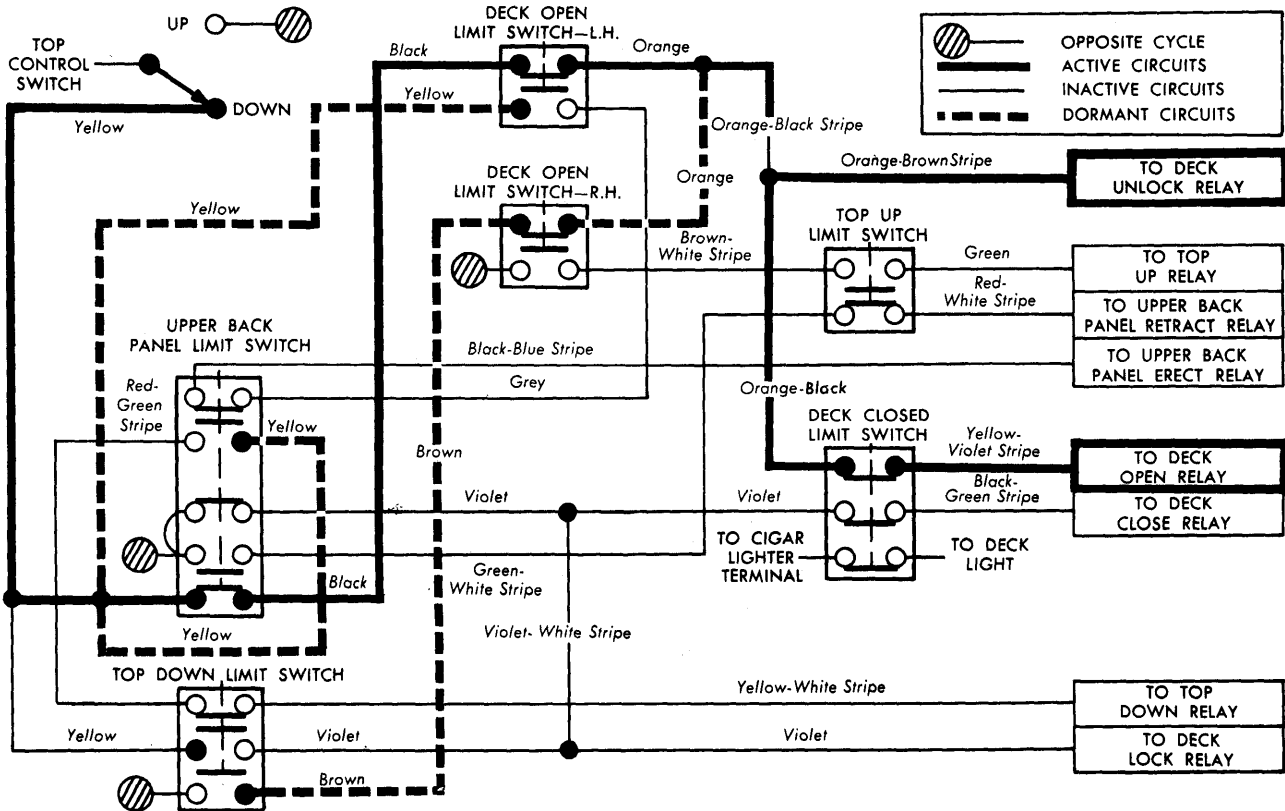 UP
TOP
CONTROL
SWITCH
DOWN
Yellow
DECK OPEN
LIMIT SWITCH—L.H.
Black
Orange
Yellow
OPPOSITE CYCLE
ACTIVE CIRCUITS
INACTIVE CIRCUITS
DORMANT CIRCUITS
Orange-Black Stripe
Orange-Brown Stripe
TO DECK
UNLOCK RELAY
DECK OPEN
LIMIT SWITCH—R.H.
Orange
Yellow
Brown-
White Stripe
TOP UP
LIMIT SWITCH
Green
TO TOP
UP RELAY
Red-
White Stripe
TO UPPER BACK
PANEL RETRACT RELAY
TO UPPER BACK
PANEL ERECT RELAY
UPPER BACK
PANEL LIMIT SWITCH
Black-Blue Stripe
Grey
Red-
Green
Stripe
Yellow
Orange-Black
DECK CLOSED
LIMIT SWITCH
Yellow-
Violet Stripe
TO DECK
OPEN RELAY
Brown
Violet
Violet
Black-
Green Stripe
TO DECK
CLOSE RELAY
TO CIGAR
LIGHTER
TERMINAL
TO DECK
LIGHT
Black
Green-
White Stripe
Yellow
Violet- White Stripe
TOP DOWN LIMIT SWITCH
Yellow-White Stripe
TO TOP
DOWN RELAY
Yellow
Violet
Violet
TO DECK
LOCK RELAY
Brown